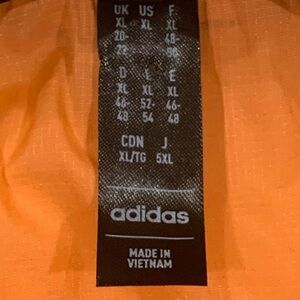 UK US F
XL XL XL
20- 48-
22 50
D I E
XL XL XL
46- 52- 46-
48 54 48
CDN J
XL/TG 5XL
adidas
MADE IN
VIETNAM